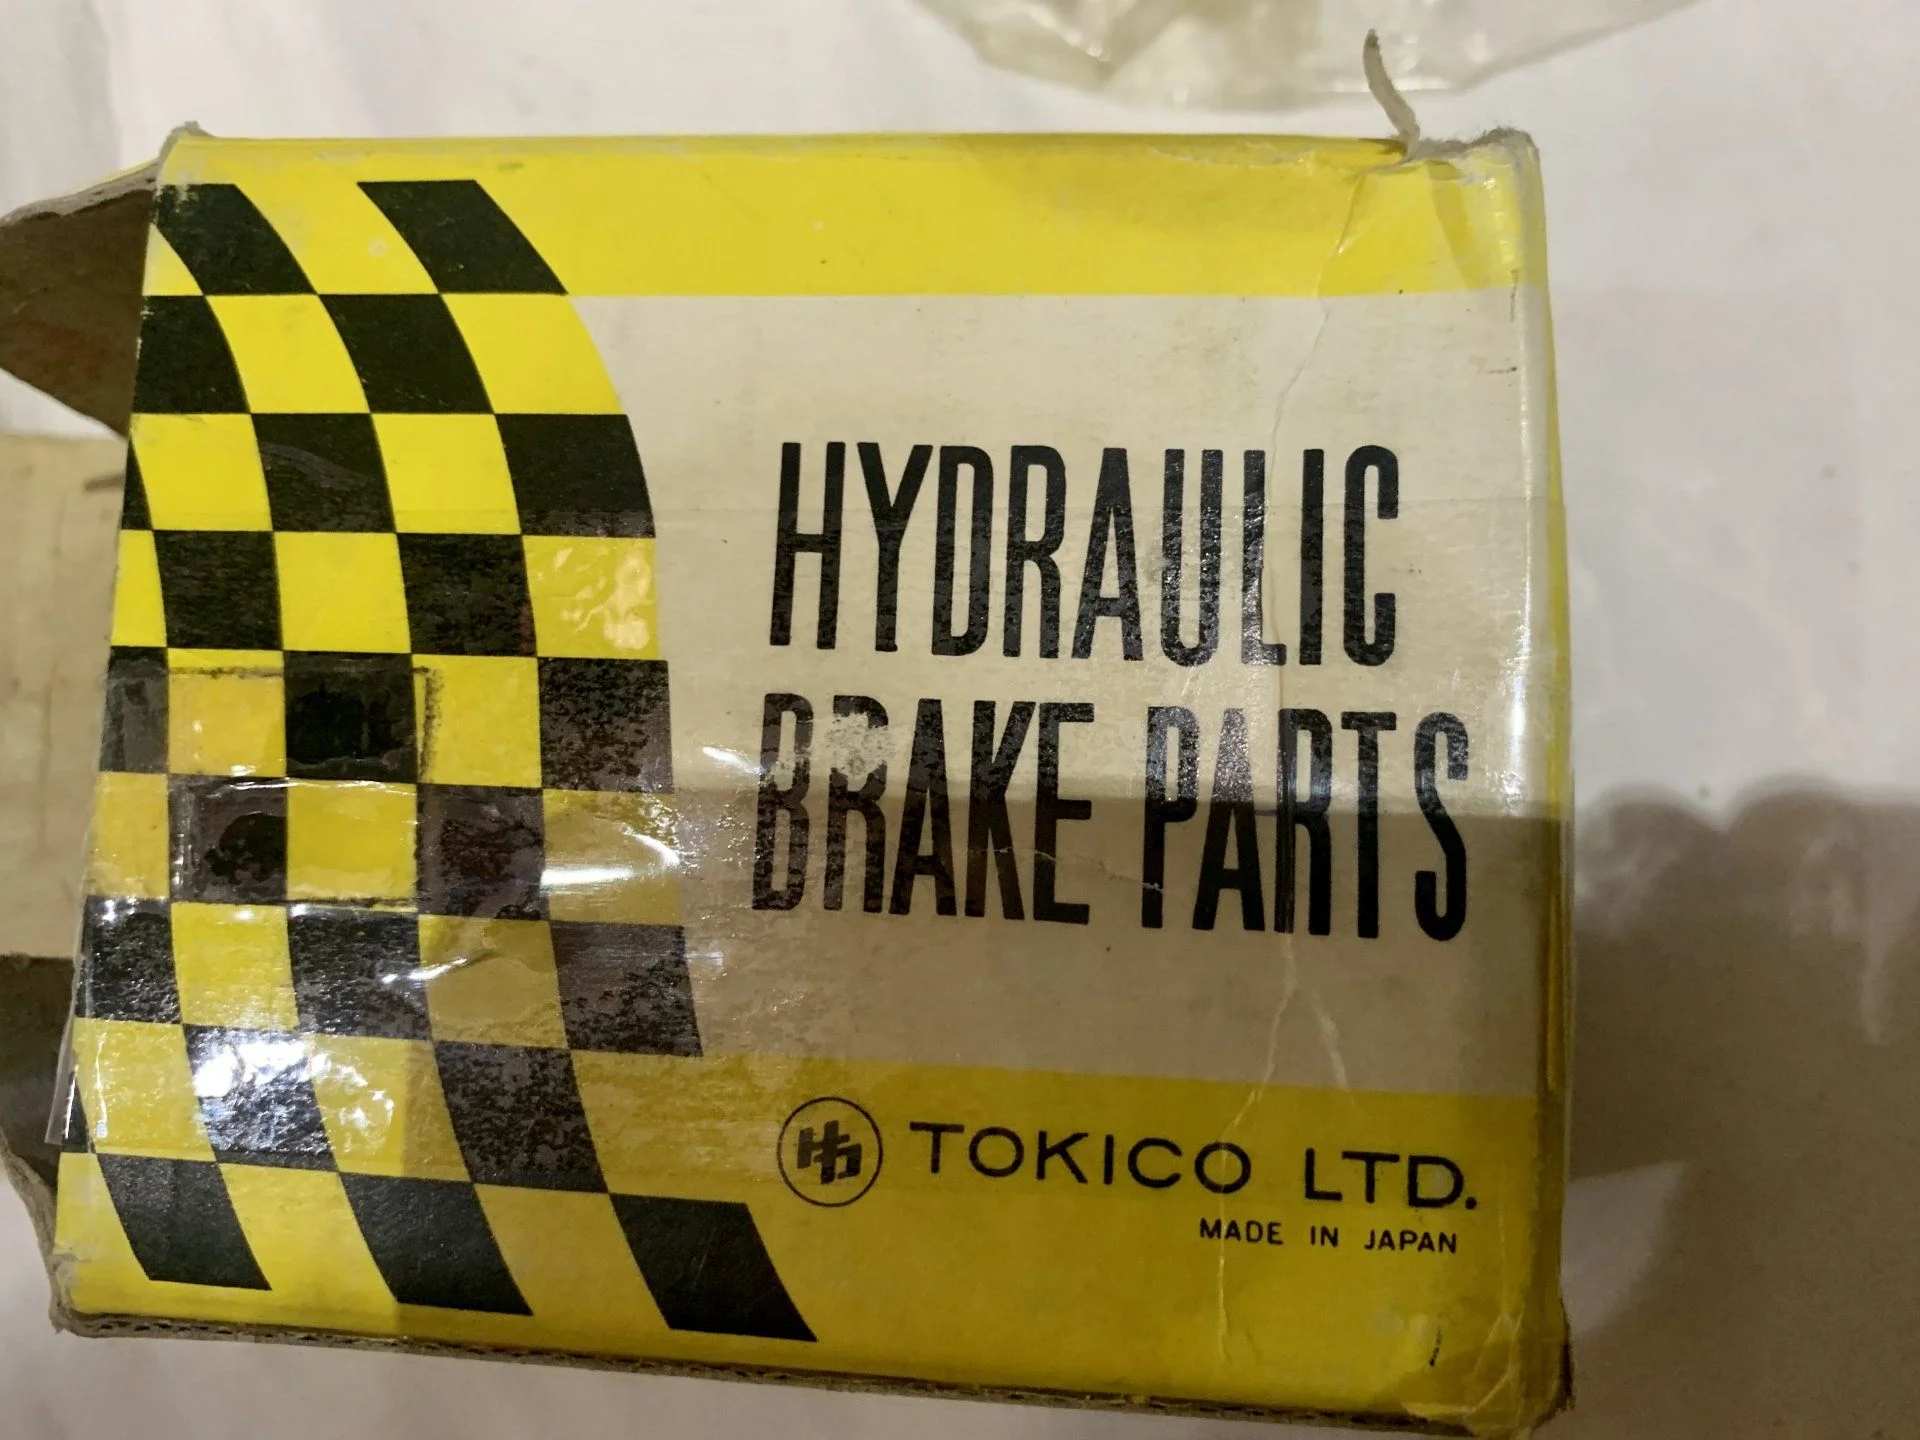 HYDRAULIC
BRAKE PARTS
TOKICO LTD.
MADE IN JAPAN